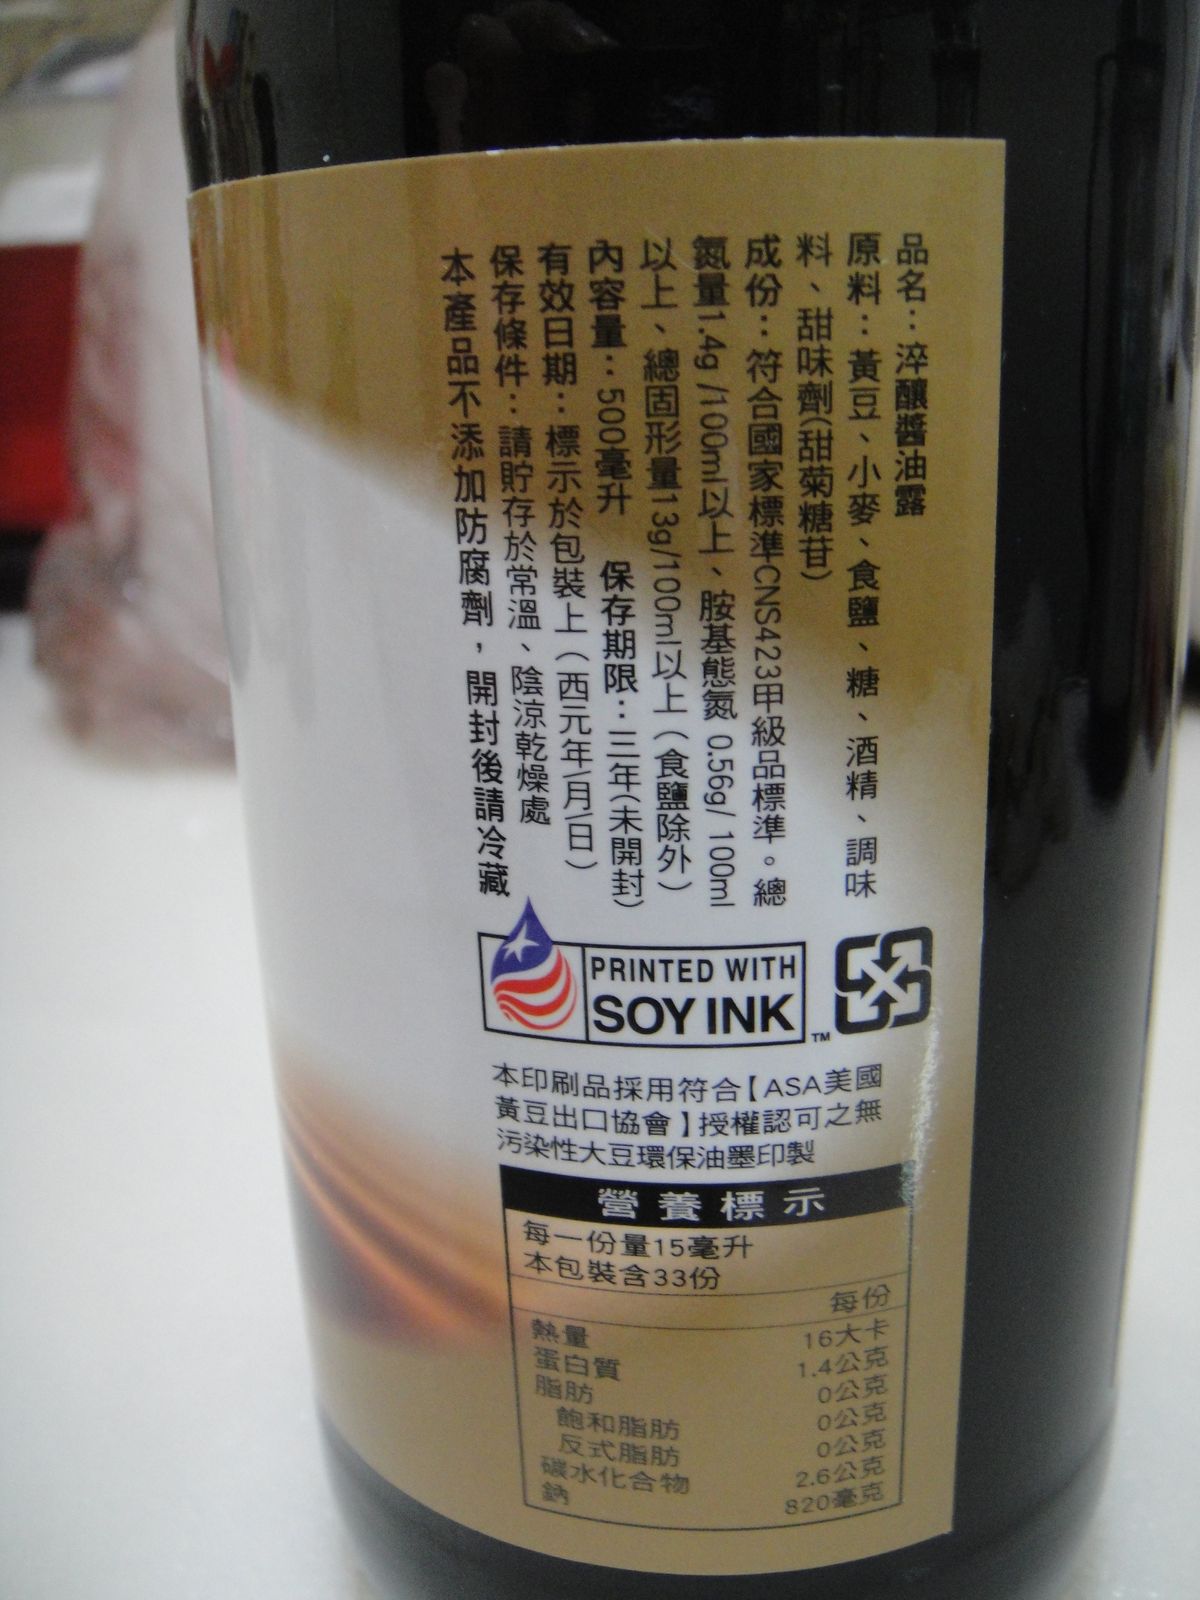 品名：淬釀醬油露
原料：黃豆、小麥、食鹽、糖、酒精、調味
料、甜味劑(甜菊糖苷)
成份：符合國家標準CNS423甲級品標準。總
氮量1.4g /100ml以上、胺基態氮 0.56g/ 100ml
以上、總固形量13g/100ml以上（食鹽除外）
內容量：500毫升　保存期限：三年(未開封)
有效日期：標示於包裝上（西元年/月/日）
保存條件：請貯存於常溫、陰涼乾燥處
本產品不添加防腐劑，開封後請冷藏
PRINTED WITH
SOY INK
TM
本印刷品採用符合【ASA美國
黃豆出口協會】授權認可之無
污染性大豆環保油墨印製
營養標示
每一份量15毫升
本包裝含33份
每份
熱量 16大卡
蛋白質 1.4公克
脂肪 0公克
飽和脂肪 0公克
反式脂肪 0公克
碳水化合物 2.6公克
鈉 820毫克